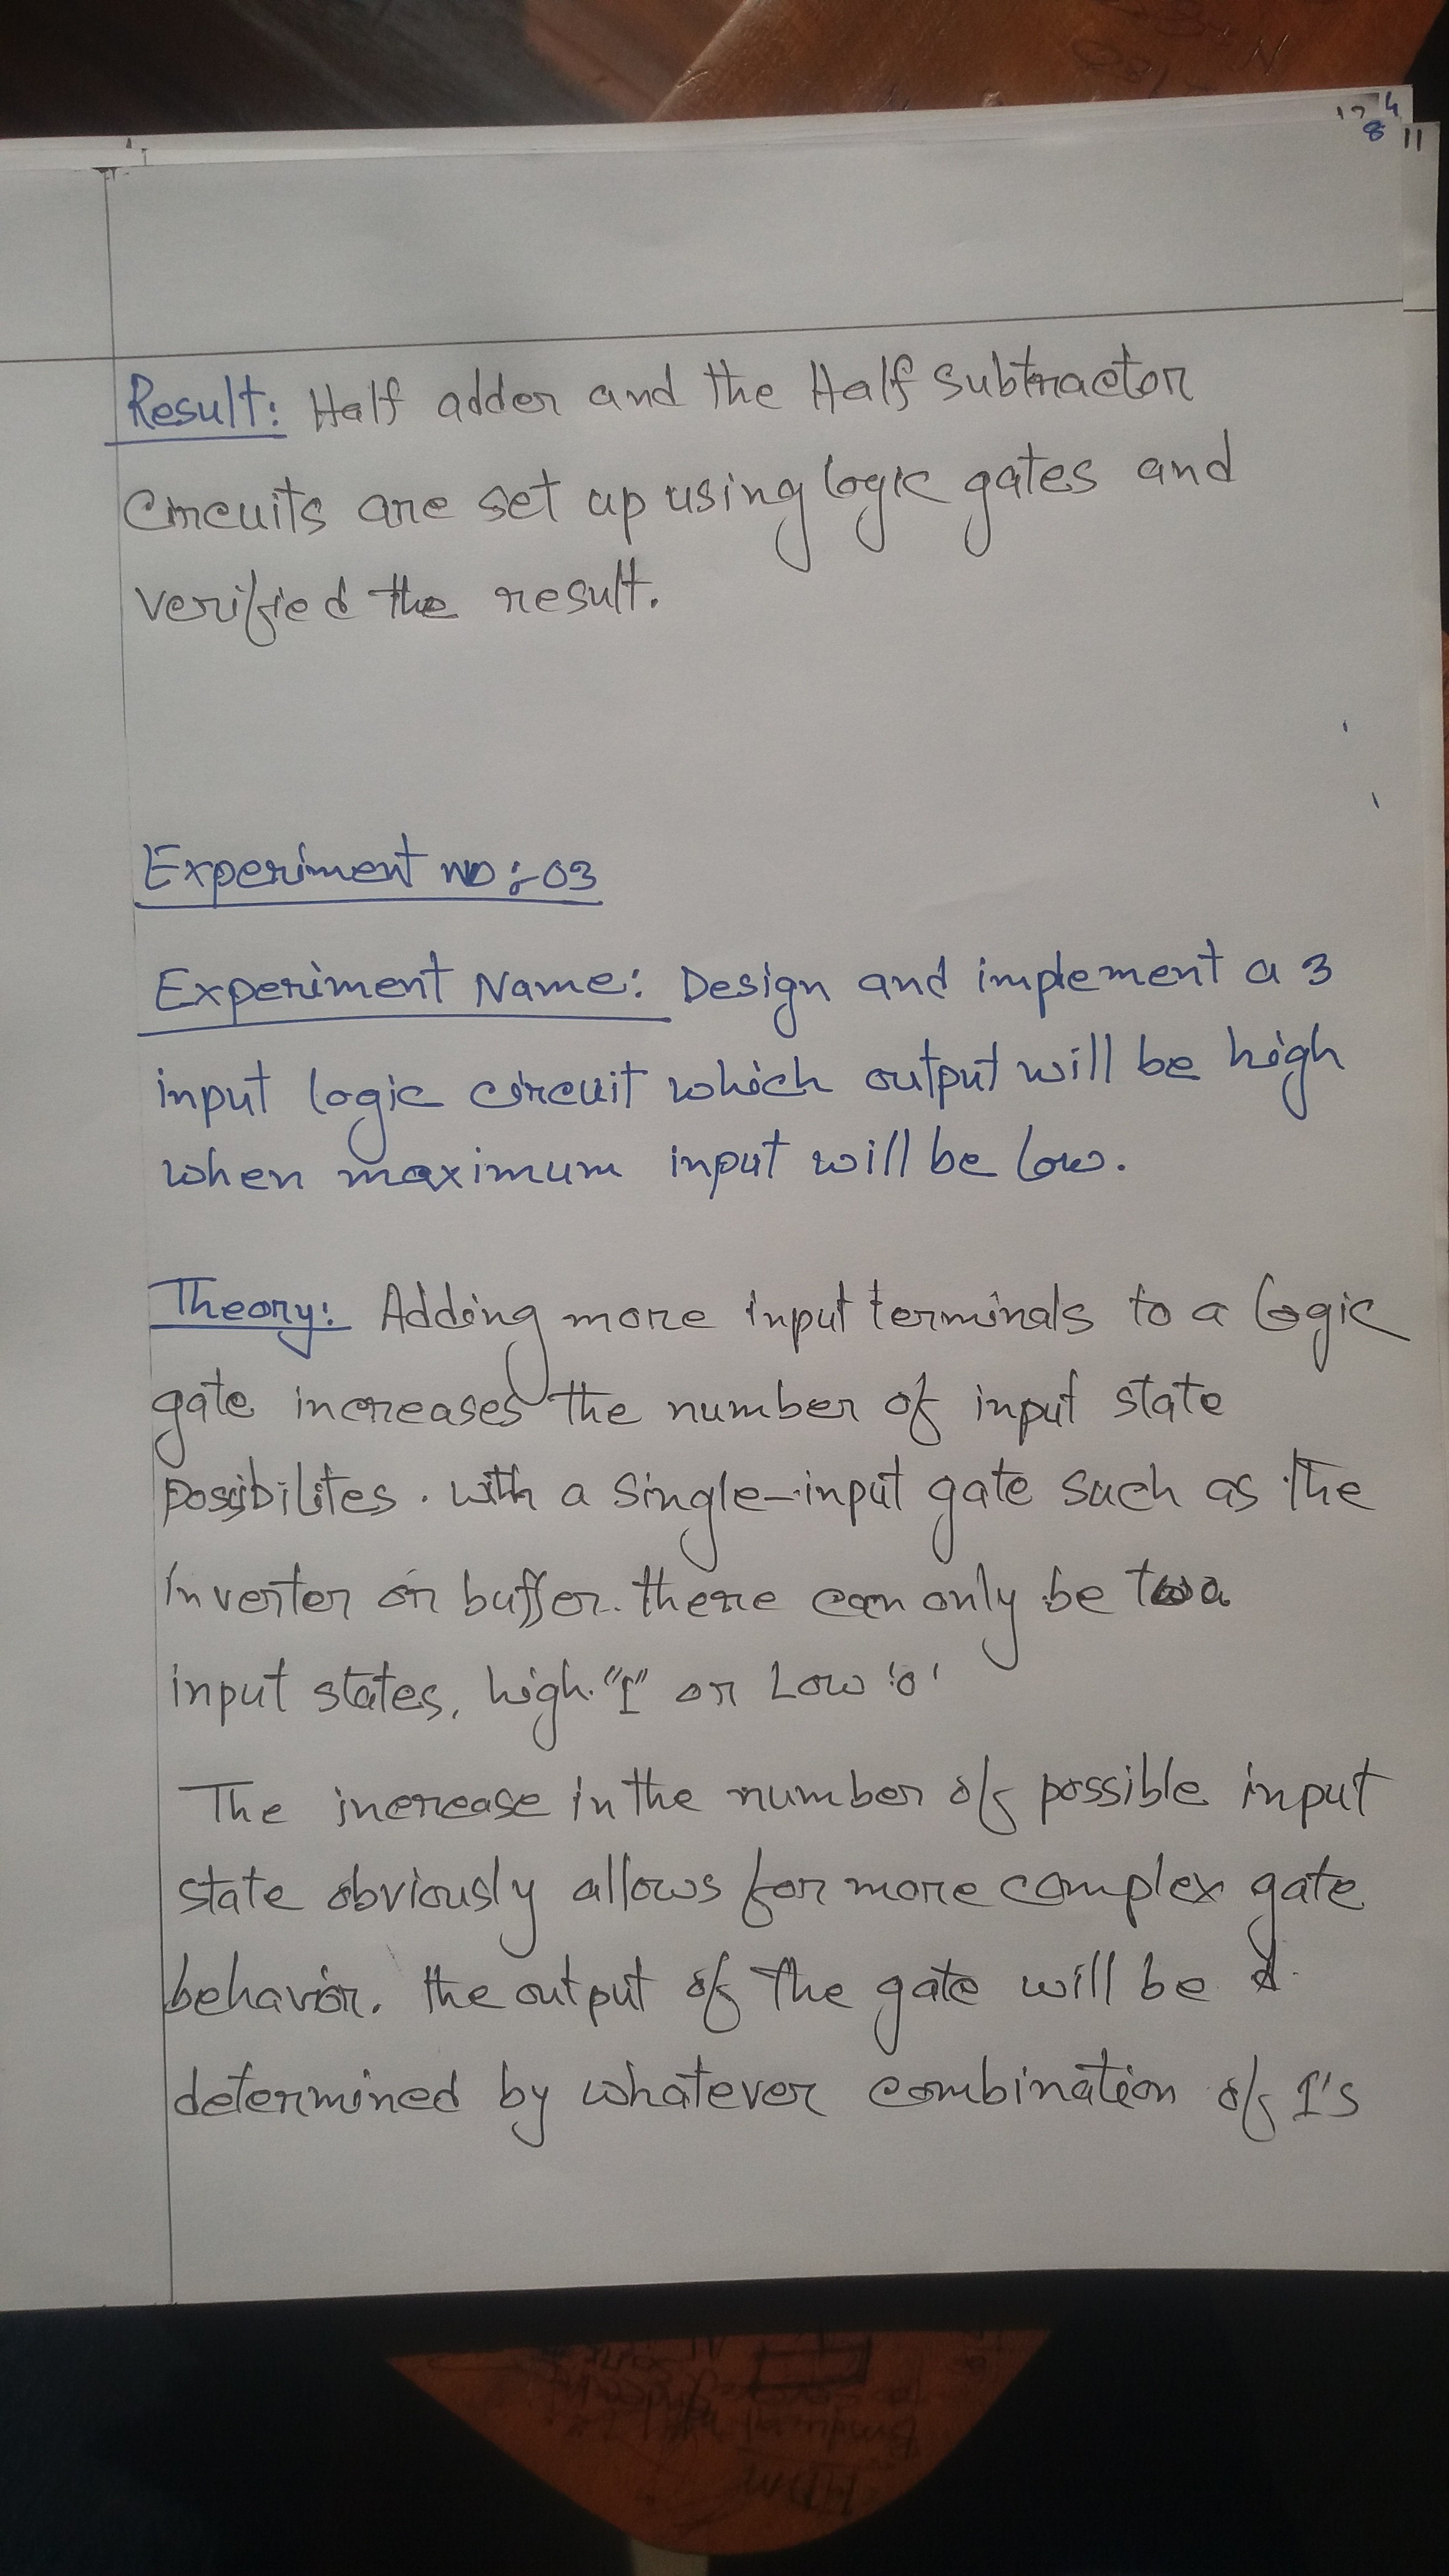 8 11
Result: Half adder and the Half subtractor
circuits are set up using logic gates and
verified the result.
Experiment no:-03
Experiment Name: Design and implement a 3
input logic circuit which output will be high
when maximum input will be low.
Theory: Adding more input terminals to a logic
gate increases the number of input state
possibilites. with a single-input gate such as the
inverter or buffer. there can only be two
input states, high "1" or Low '0'
The increase in the number of possible input
state obviously allows for more complex gate
behavior. the output of the gate will be
determined by whatever combination of 1's